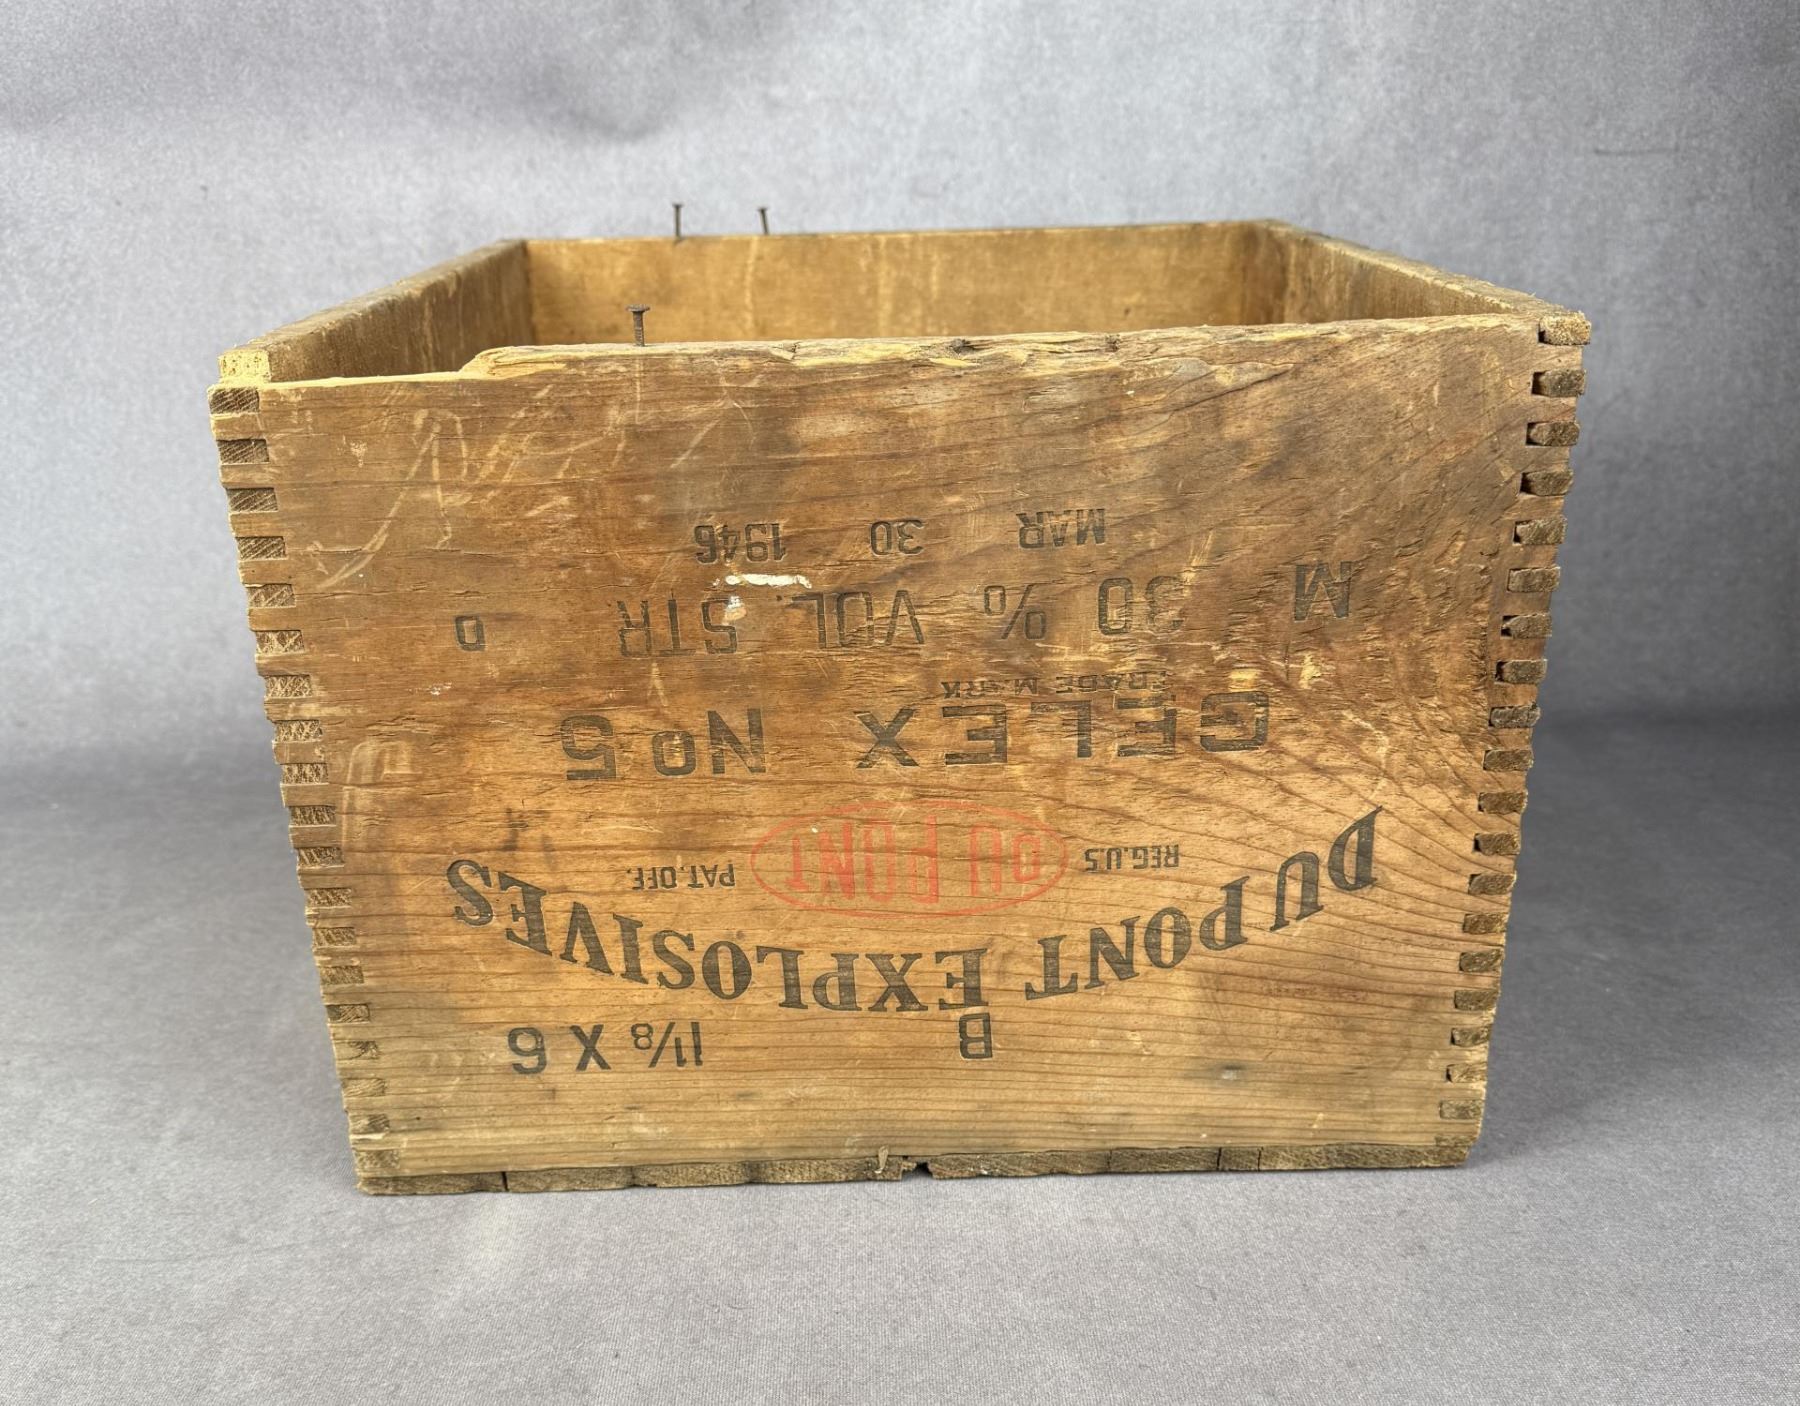 B 1 1/8 X 6
DU PONT EXPLOSIVES
REG.U.S DU PONT PAT.OFF.
GELEX No 5
TRADE MARK
M 30 % VOL. STR D
MAR 30 1946